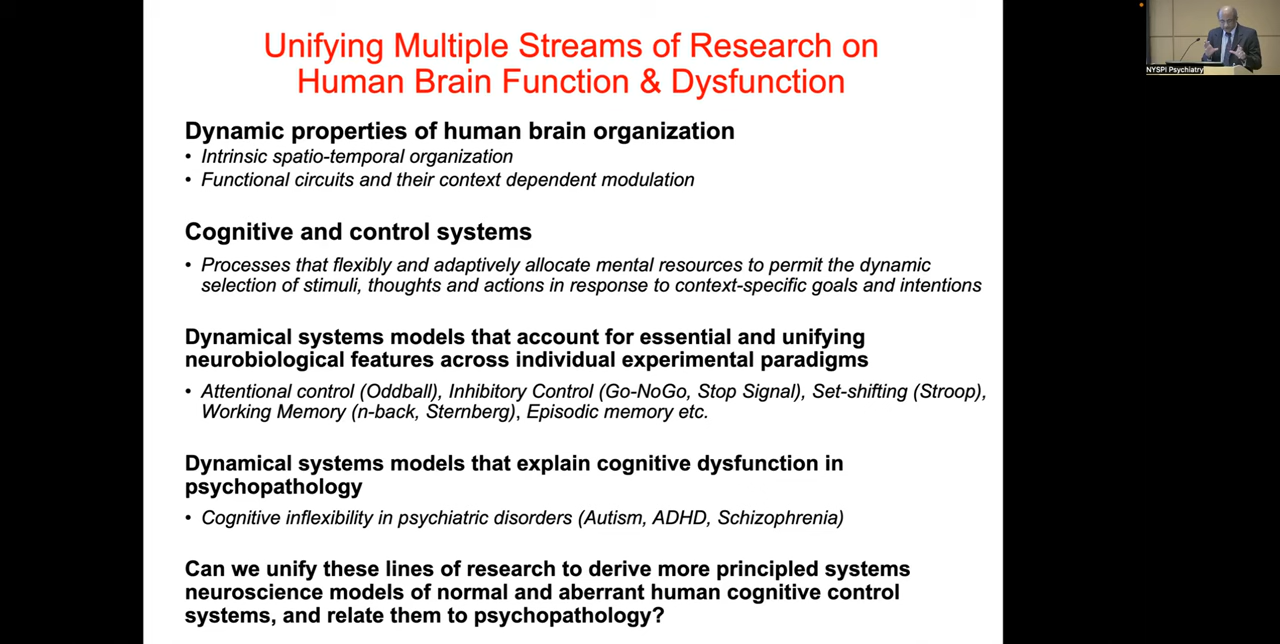 Unifying Multiple Streams of Research on
Human Brain Function & Dysfunction
NYSPI Psychiatry
Dynamic properties of human brain organization
• Intrinsic spatio-temporal organization
• Functional circuits and their context dependent modulation
Cognitive and control systems
• Processes that flexibly and adaptively allocate mental resources to permit the dynamic
selection of stimuli, thoughts and actions in response to context-specific goals and intentions
Dynamical systems models that account for essential and unifying
neurobiological features across individual experimental paradigms
• Attentional control (Oddball), Inhibitory Control (Go-NoGo, Stop Signal), Set-shifting (Stroop),
Working Memory (n-back, Sternberg), Episodic memory etc.
Dynamical systems models that explain cognitive dysfunction in
psychopathology
• Cognitive inflexibility in psychiatric disorders (Autism, ADHD, Schizophrenia)
Can we unify these lines of research to derive more principled systems
neuroscience models of normal and aberrant human cognitive control
systems, and relate them to psychopathology?